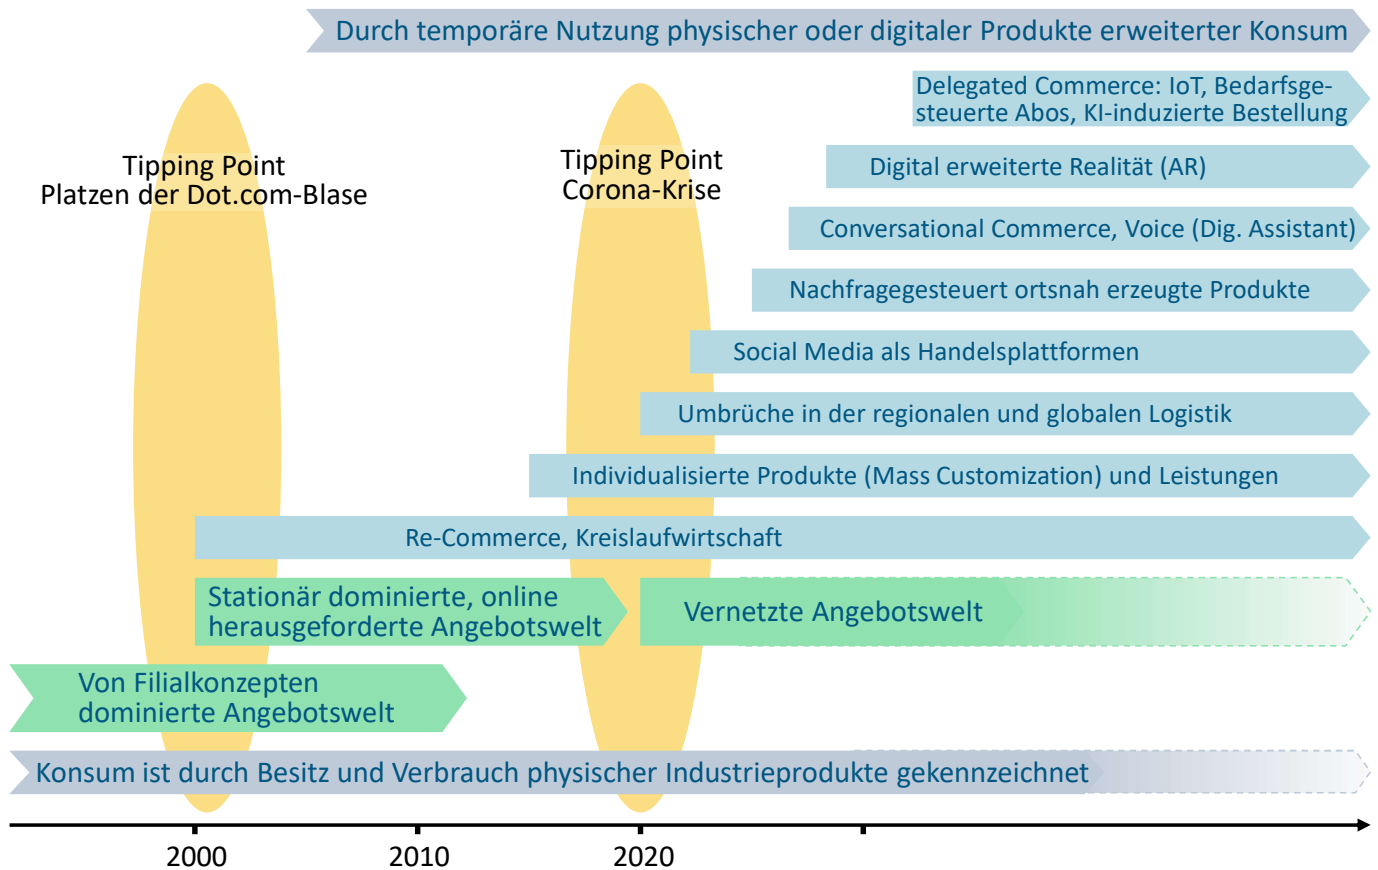 Durch temporäre Nutzung physischer oder digitaler Produkte erweiterter Konsum
Delegated Commerce: IoT, Bedarfsge-
steuerte Abos, KI-induzierte Bestellung
Tipping Point
Platzen der Dot.com-Blase
Tipping Point
Corona-Krise
Digital erweiterte Realität (AR)
Conversational Commerce, Voice (Dig. Assistant)
Nachfragegesteuert ortsnah erzeugte Produkte
Social Media als Handelsplattformen
Umbrüche in der regionalen und globalen Logistik
Individualisierte Produkte (Mass Customization) und Leistungen
Re-Commerce, Kreislaufwirtschaft
Stationär dominierte, online
herausgeforderte Angebotswelt
Vernetzte Angebotswelt
Von Filialkonzepten
dominierte Angebotswelt
Konsum ist durch Besitz und Verbrauch physischer Industrieprodukte gekennzeichnet
2000
2010
2020